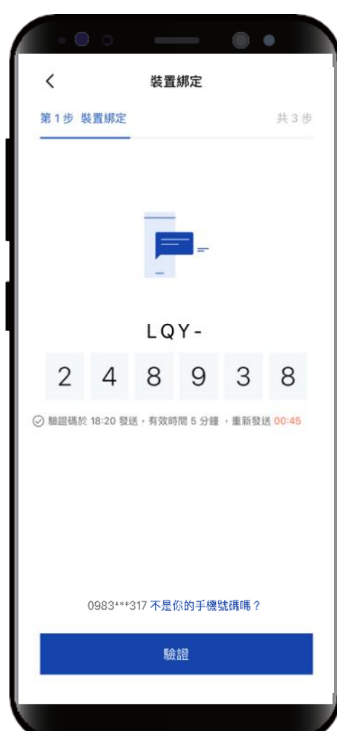 裝置綁定
第 1 步 裝置綁定 共 3 步
LQY-
2 4 8 9 3 8
驗證碼於 18:20 發送，有效時間 5 分鐘，重新發送 00:45
0983***317 不是你的手機號碼嗎？
驗證